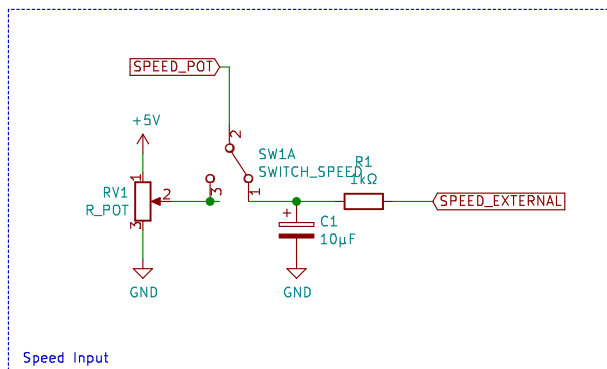 SPEED_POT
+5V
2
SW1A
SWITCH_SPEED
R1
1kΩ
1
RV1
R_POT
2
3
1
3
SPEED_EXTERNAL
+
C1
10µF
GND
GND
Speed Input